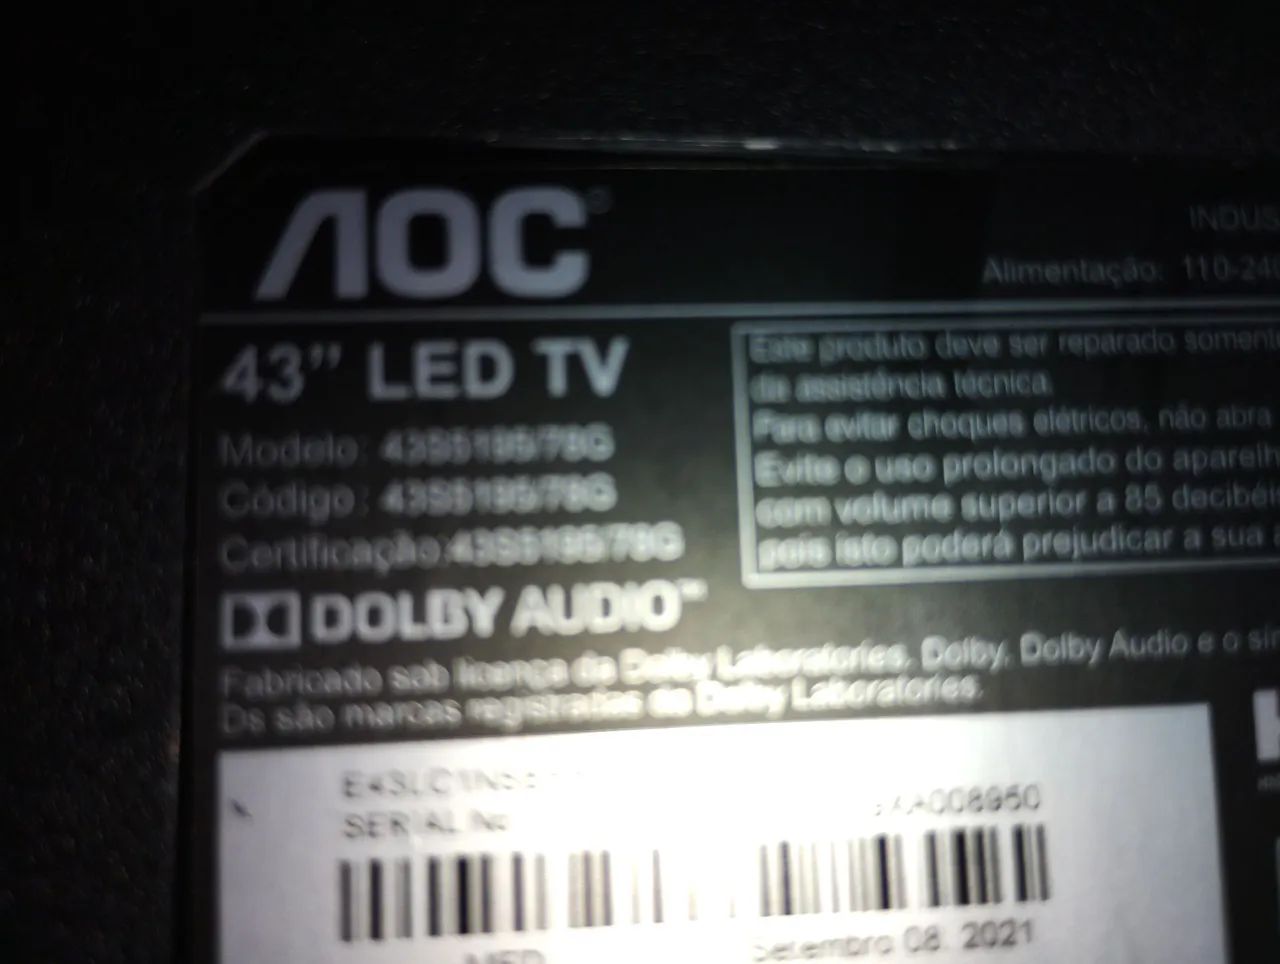 AOC
INDUS
Alimentação: 110-24
43” LED TV
Modelo: 43S5195/78G
Código: 43S5195/78G
Certificação:43S5195/78G
Este produto deve ser reparado soment
da assistência técnica.
Para evitar choques elétricos, não abra
Evite o uso prolongado do aparelh
com volume superior a 85 decibé
pois isto poderá prejudicar a sua
DOLBY AUDIO™
Fabricado sob licença da Dolby Laboratories. Dolby, Dolby Audio e o sí
Ds são marcas registradas da Dolby Laboratories.
SERIAL No
A008950
Setembro 08, 2021